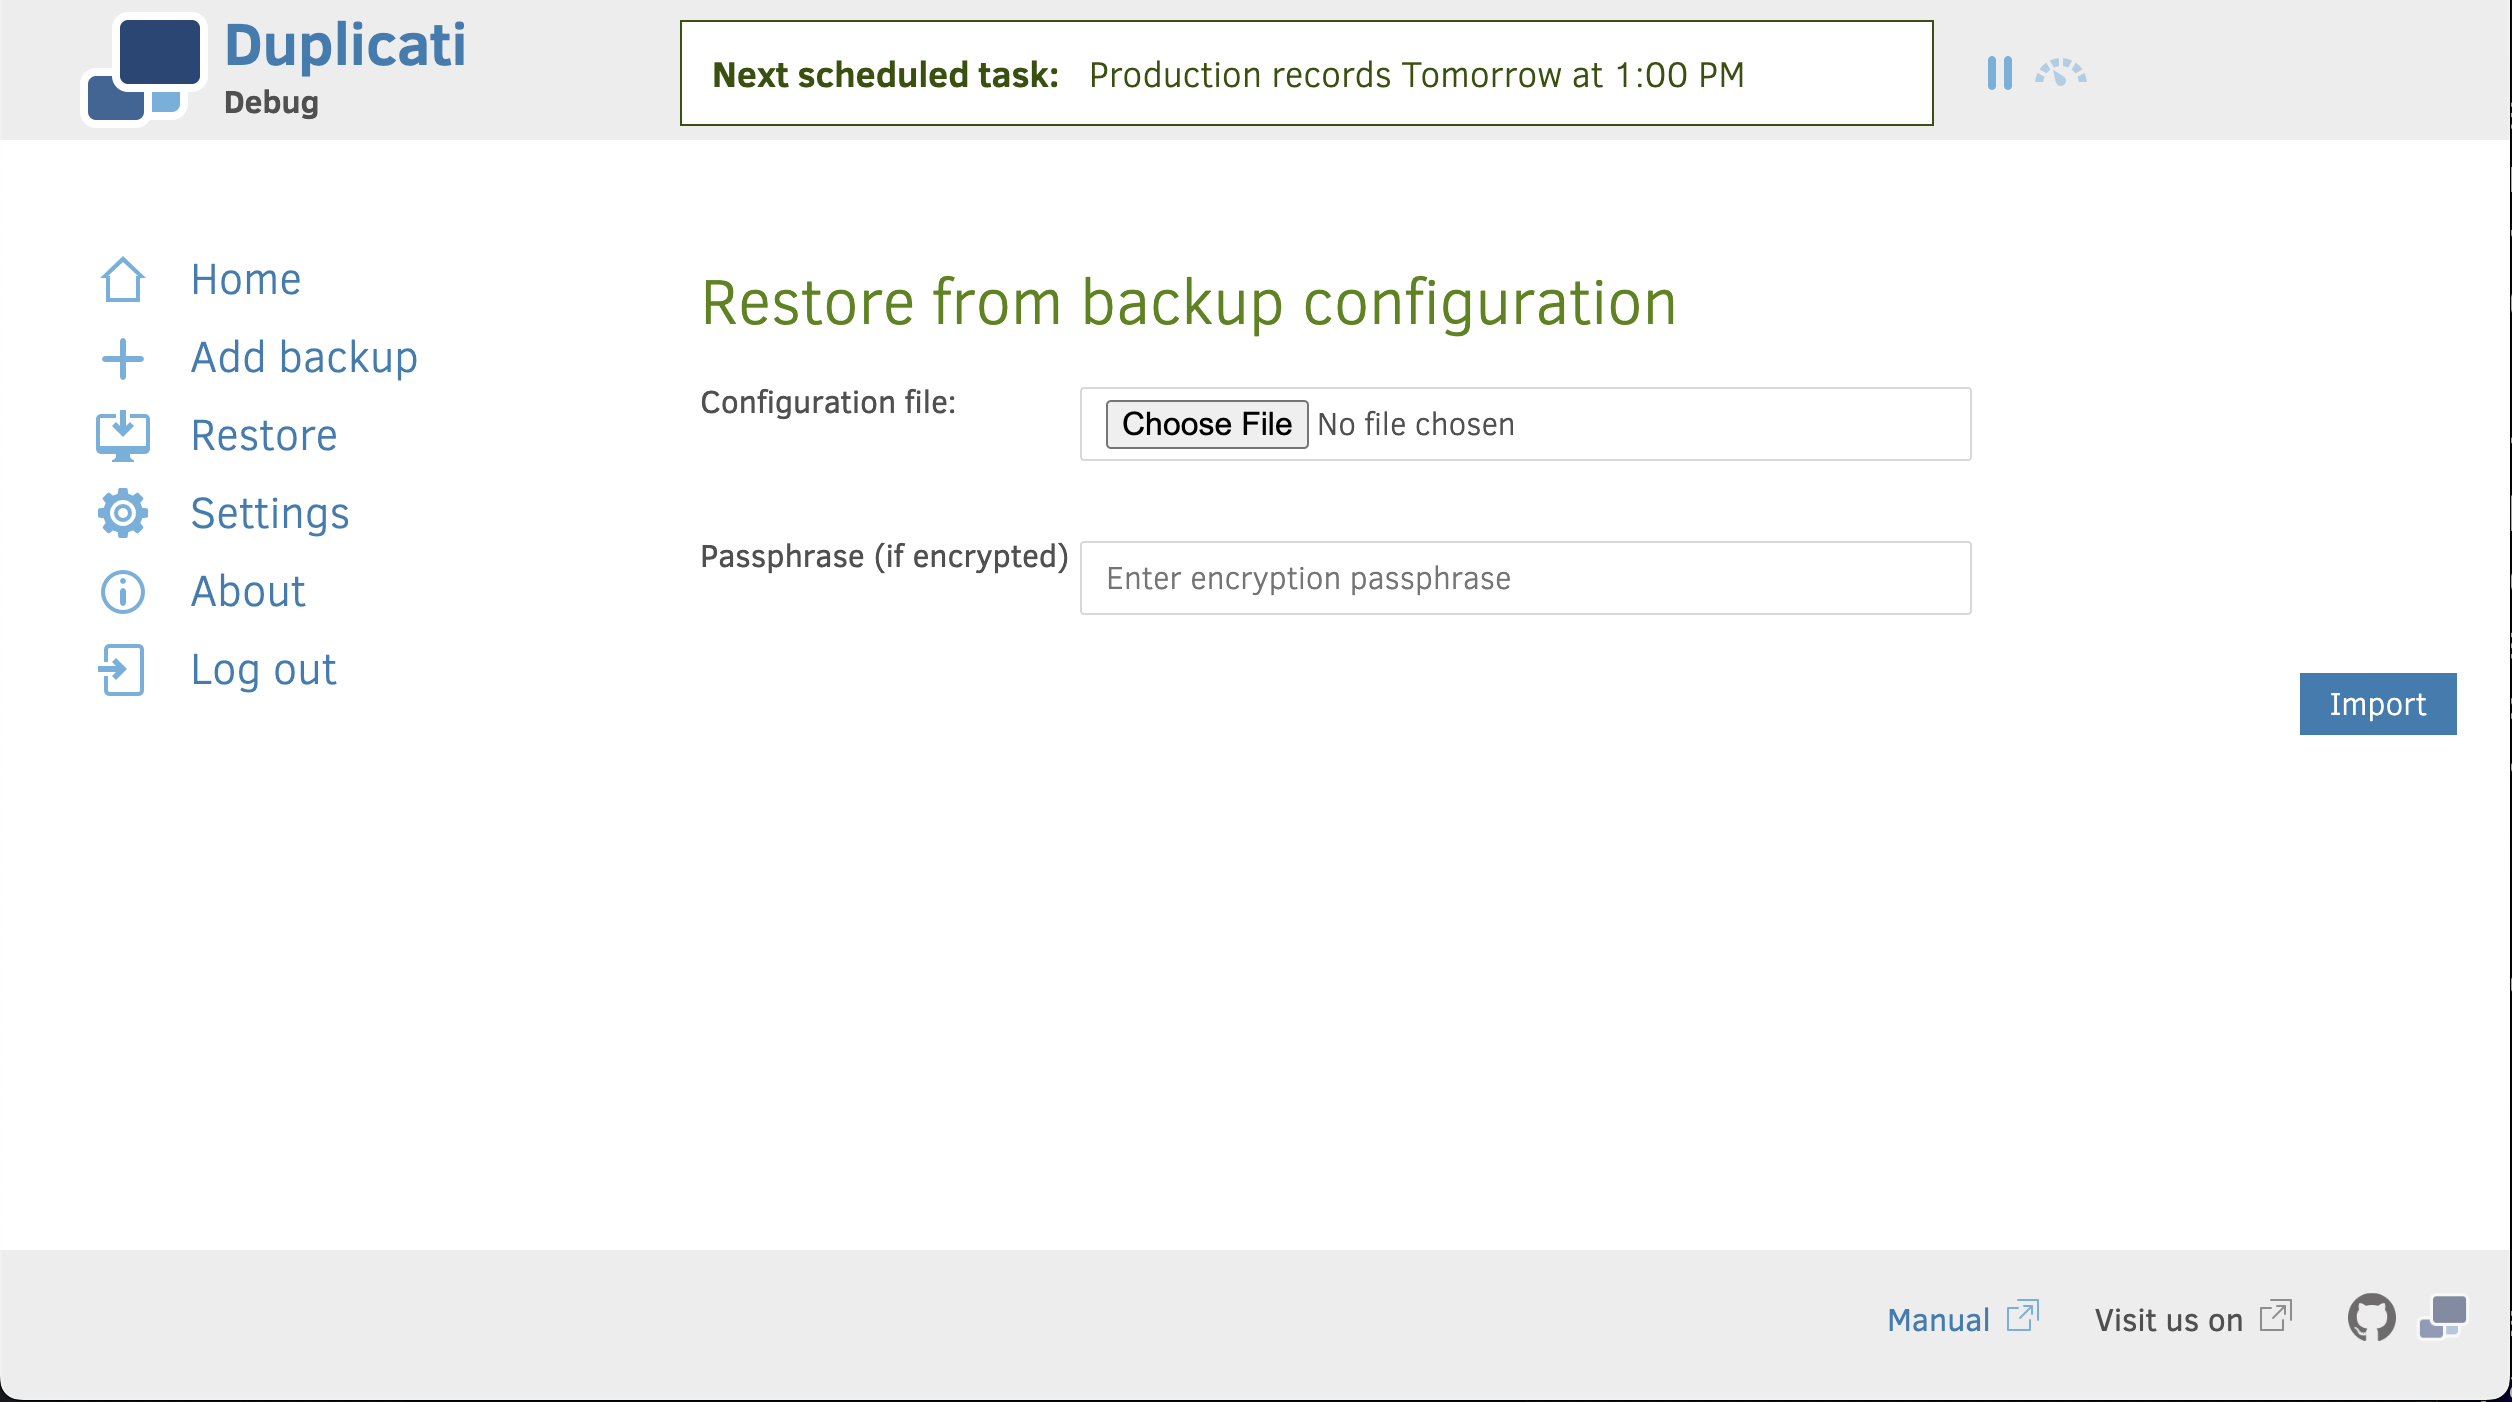 Duplicati
Debug
Next scheduled task: Production records Tomorrow at 1:00 PM
Home
Add backup
Restore
Settings
About
Log out
Restore from backup configuration
Configuration file:
Choose File No file chosen
Passphrase (if encrypted)
Enter encryption passphrase
Import
Manual
Visit us on